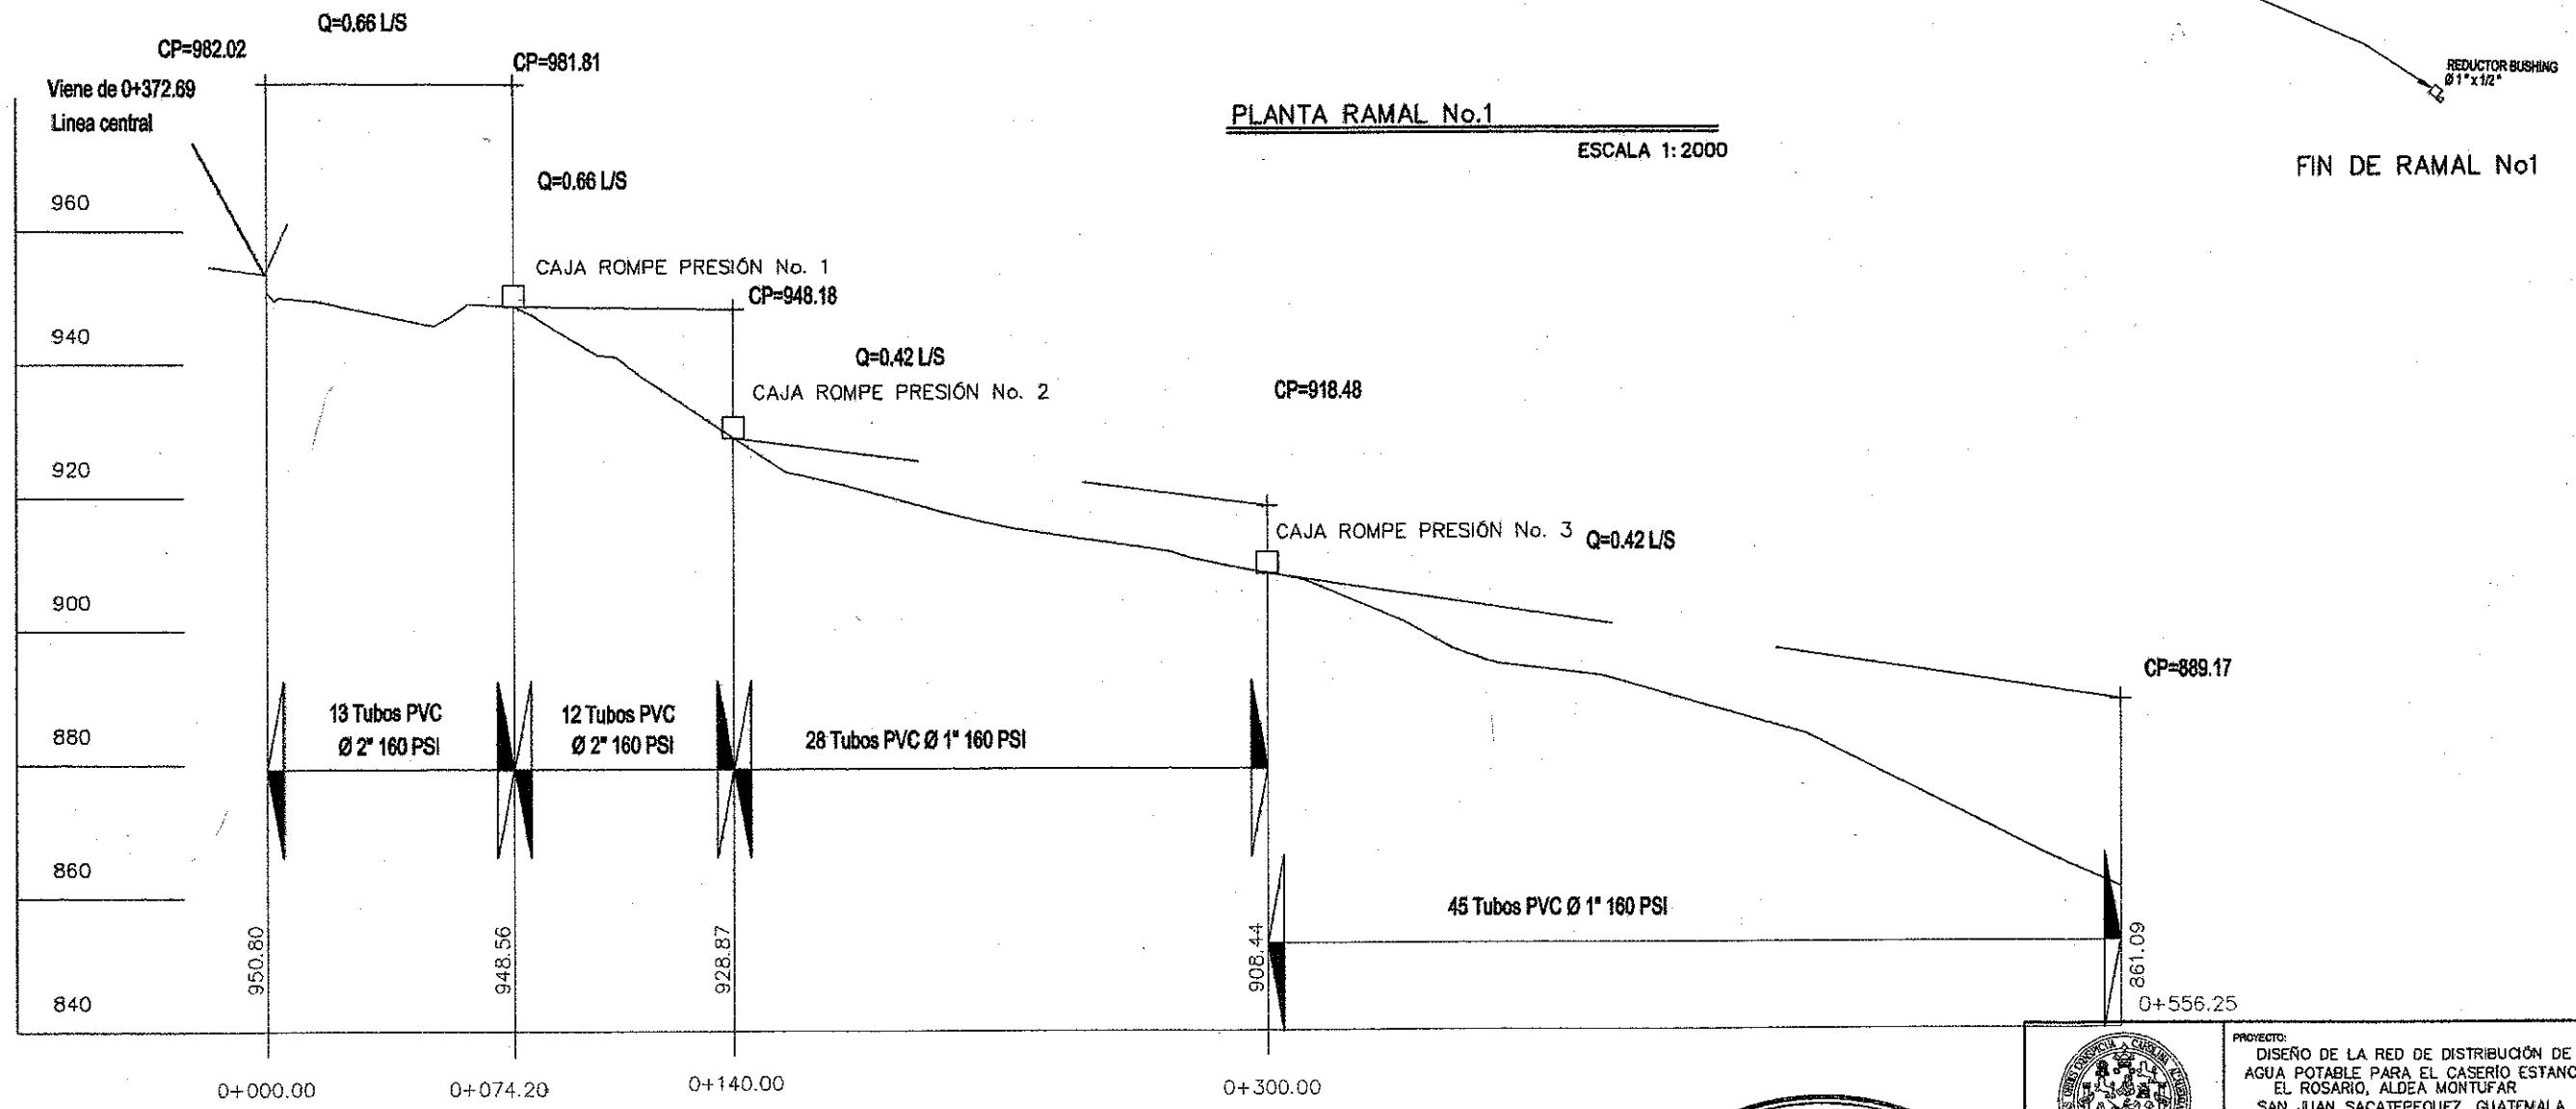 Q=0.66 L/S
CP=982.02
CP=981.81
Viene de 0+372.69
Linea central
PLANTA RAMAL No.1
ESCALA 1:2000
REDUCTOR BUSHING
Ø 1"x1/2"
FIN DE RAMAL No1
Q=0.66 L/S
960
CAJA ROMPE PRESIÓN No. 1
CP=948.18
940
Q=0.42 L/S
CAJA ROMPE PRESIÓN No. 2
CP=918.48
920
CAJA ROMPE PRESIÓN No. 3
Q=0.42 L/S
900
CP=889.17
13 Tubos PVC
Ø 2" 160 PSI
12 Tubos PVC
Ø 2" 160 PSI
28 Tubos PVC Ø 1" 160 PSI
880
860
45 Tubos PVC Ø 1" 160 PSI
950.80
948.56
928.87
908.44
861.09
840
0+556.25
0+000.00
0+074.20
0+140.00
0+300.00
PROYECTO:
DISEÑO DE LA RED DE DISTRIBUCIÓN DE
AGUA POTABLE PARA EL CASERÍO ESTANC
EL ROSARIO, ALDEA MONTUFAR
SAN JUAN SACATEPEQUEZ, GUATEMALA